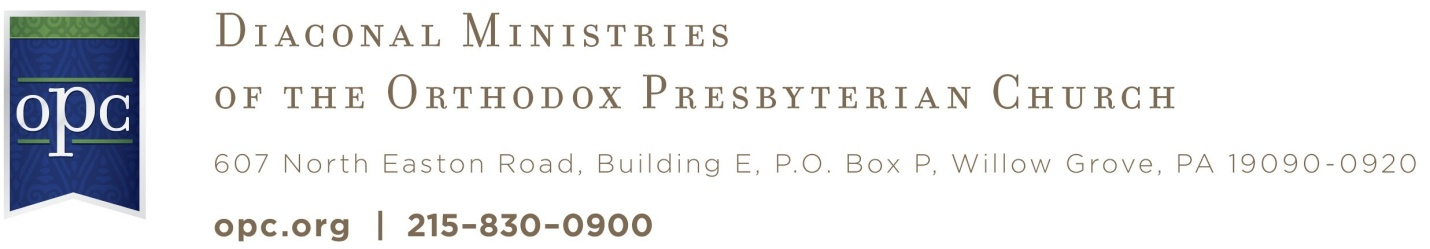 opc
Diaconal Ministries
of the Orthodox Presbyterian Church
607 North Easton Road, Building E, P.O. Box P, Willow Grove, PA 19090-0920
opc.org | 215–830–0900